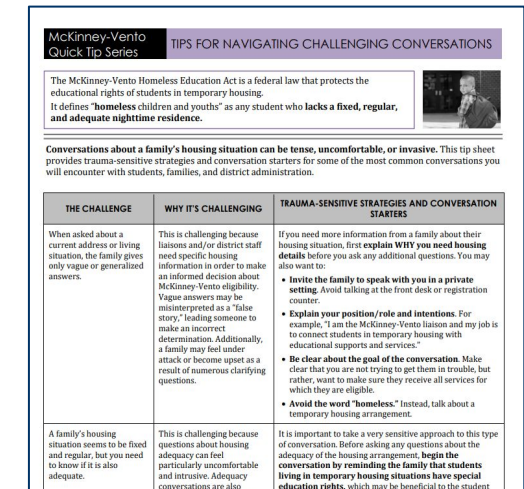 McKinney-Vento
Quick Tip Series
TIPS FOR NAVIGATING CHALLENGING CONVERSATIONS
The McKinney-Vento Homeless Education Act is a federal law that protects the
educational rights of students in temporary housing.
It defines "homeless children and youths" as any student who lacks a fixed, regular,
and adequate nighttime residence.
Conversations about a family's housing situation can be tense, uncomfortable, or invasive. This tip sheet
provides trauma-sensitive strategies and conversation starters for some of the most common conversations you
will encounter with students, families, and district administration.
THE CHALLENGE
WHY IT'S CHALLENGING
TRAUMA-SENSITIVE STRATEGIES AND CONVERSATION
STARTERS
When asked about a
current address or living
situation, the family gives
only vague or generalized
answers.
This is challenging because
liaisons and/or district staff
need specific housing
information in order to make
an informed decision about
McKinney-Vento eligibility.
Vague answers may be
misinterpreted as a "false
story," leading someone to
make an incorrect
determination. Additionally,
a family may feel under
attack or become upset as a
result of numerous clarifying
questions.
If you need more information from a family about their
housing situation, first explain WHY you need housing
details before you ask any additional questions. You may
also want to:
• Invite the family to speak with you in a private
setting. Avoid talking at the front desk or registration
counter.
• Explain your position/role and intentions. For
example, "I am the McKinney-Vento liaison and my job is
to connect students in temporary housing with
educational supports and services."
• Be clear about the goal of the conversation. Make
clear that you are not trying to get them in trouble, but
rather, want to make sure they receive all services for
which they are eligible.
• Avoid the word "homeless." Instead, talk about a
temporary housing arrangement.
A family's housing
situation seems to be fixed
and regular, but you need
to know if it is also
adequate.
This is challenging because
questions about housing
adequacy can feel
particularly uncomfortable
and intrusive. Adequacy
conversations are also
It is important to take a very sensitive approach to this type
of conversation. Before asking any questions about the
adequacy of the housing arrangement, begin the
conversation by reminding the family that students
living in temporary housing situations have special
education rights, which may be beneficial to the student